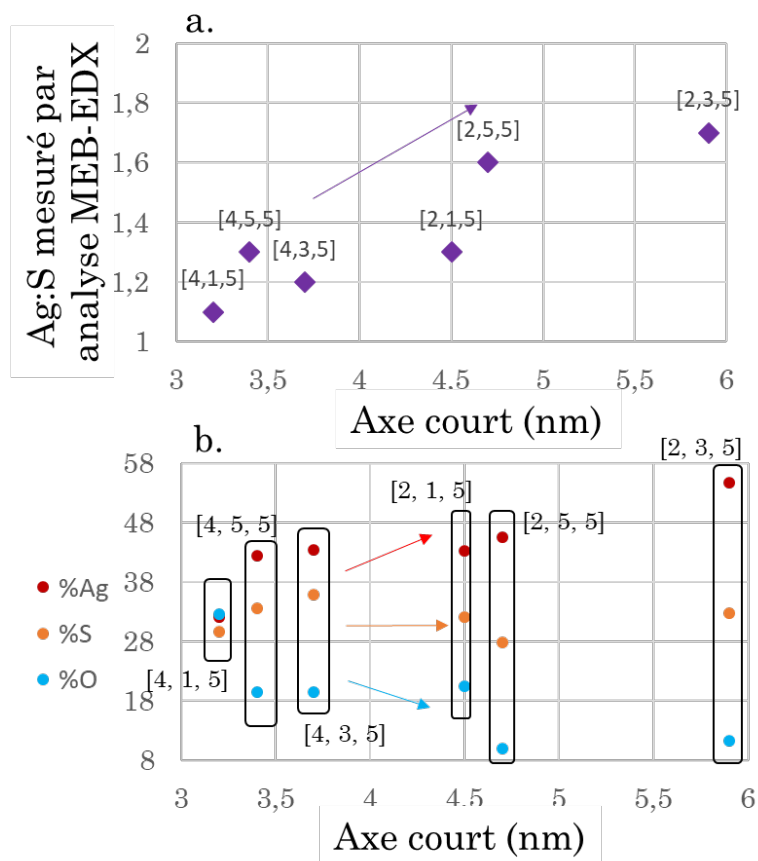 a.
Ag:S mesuré par
analyse MEB-EDX
2
1,8
1,6
1,4
1,2
1
[2,3,5]
[2,5,5]
[4,5,5]
[2,1,5]
[4,3,5]
[4,1,5]
3 3,5 4 4,5 5 5,5 6
Axe court (nm)
b.
58
48
38
28
18
8
[2, 3, 5]
[2, 1, 5]
[4, 5, 5]
[2, 5, 5]
%Ag
%S
%O
[4, 1, 5]
[4, 3, 5]
3 3,5 4 4,5 5 5,5 6
Axe court (nm)